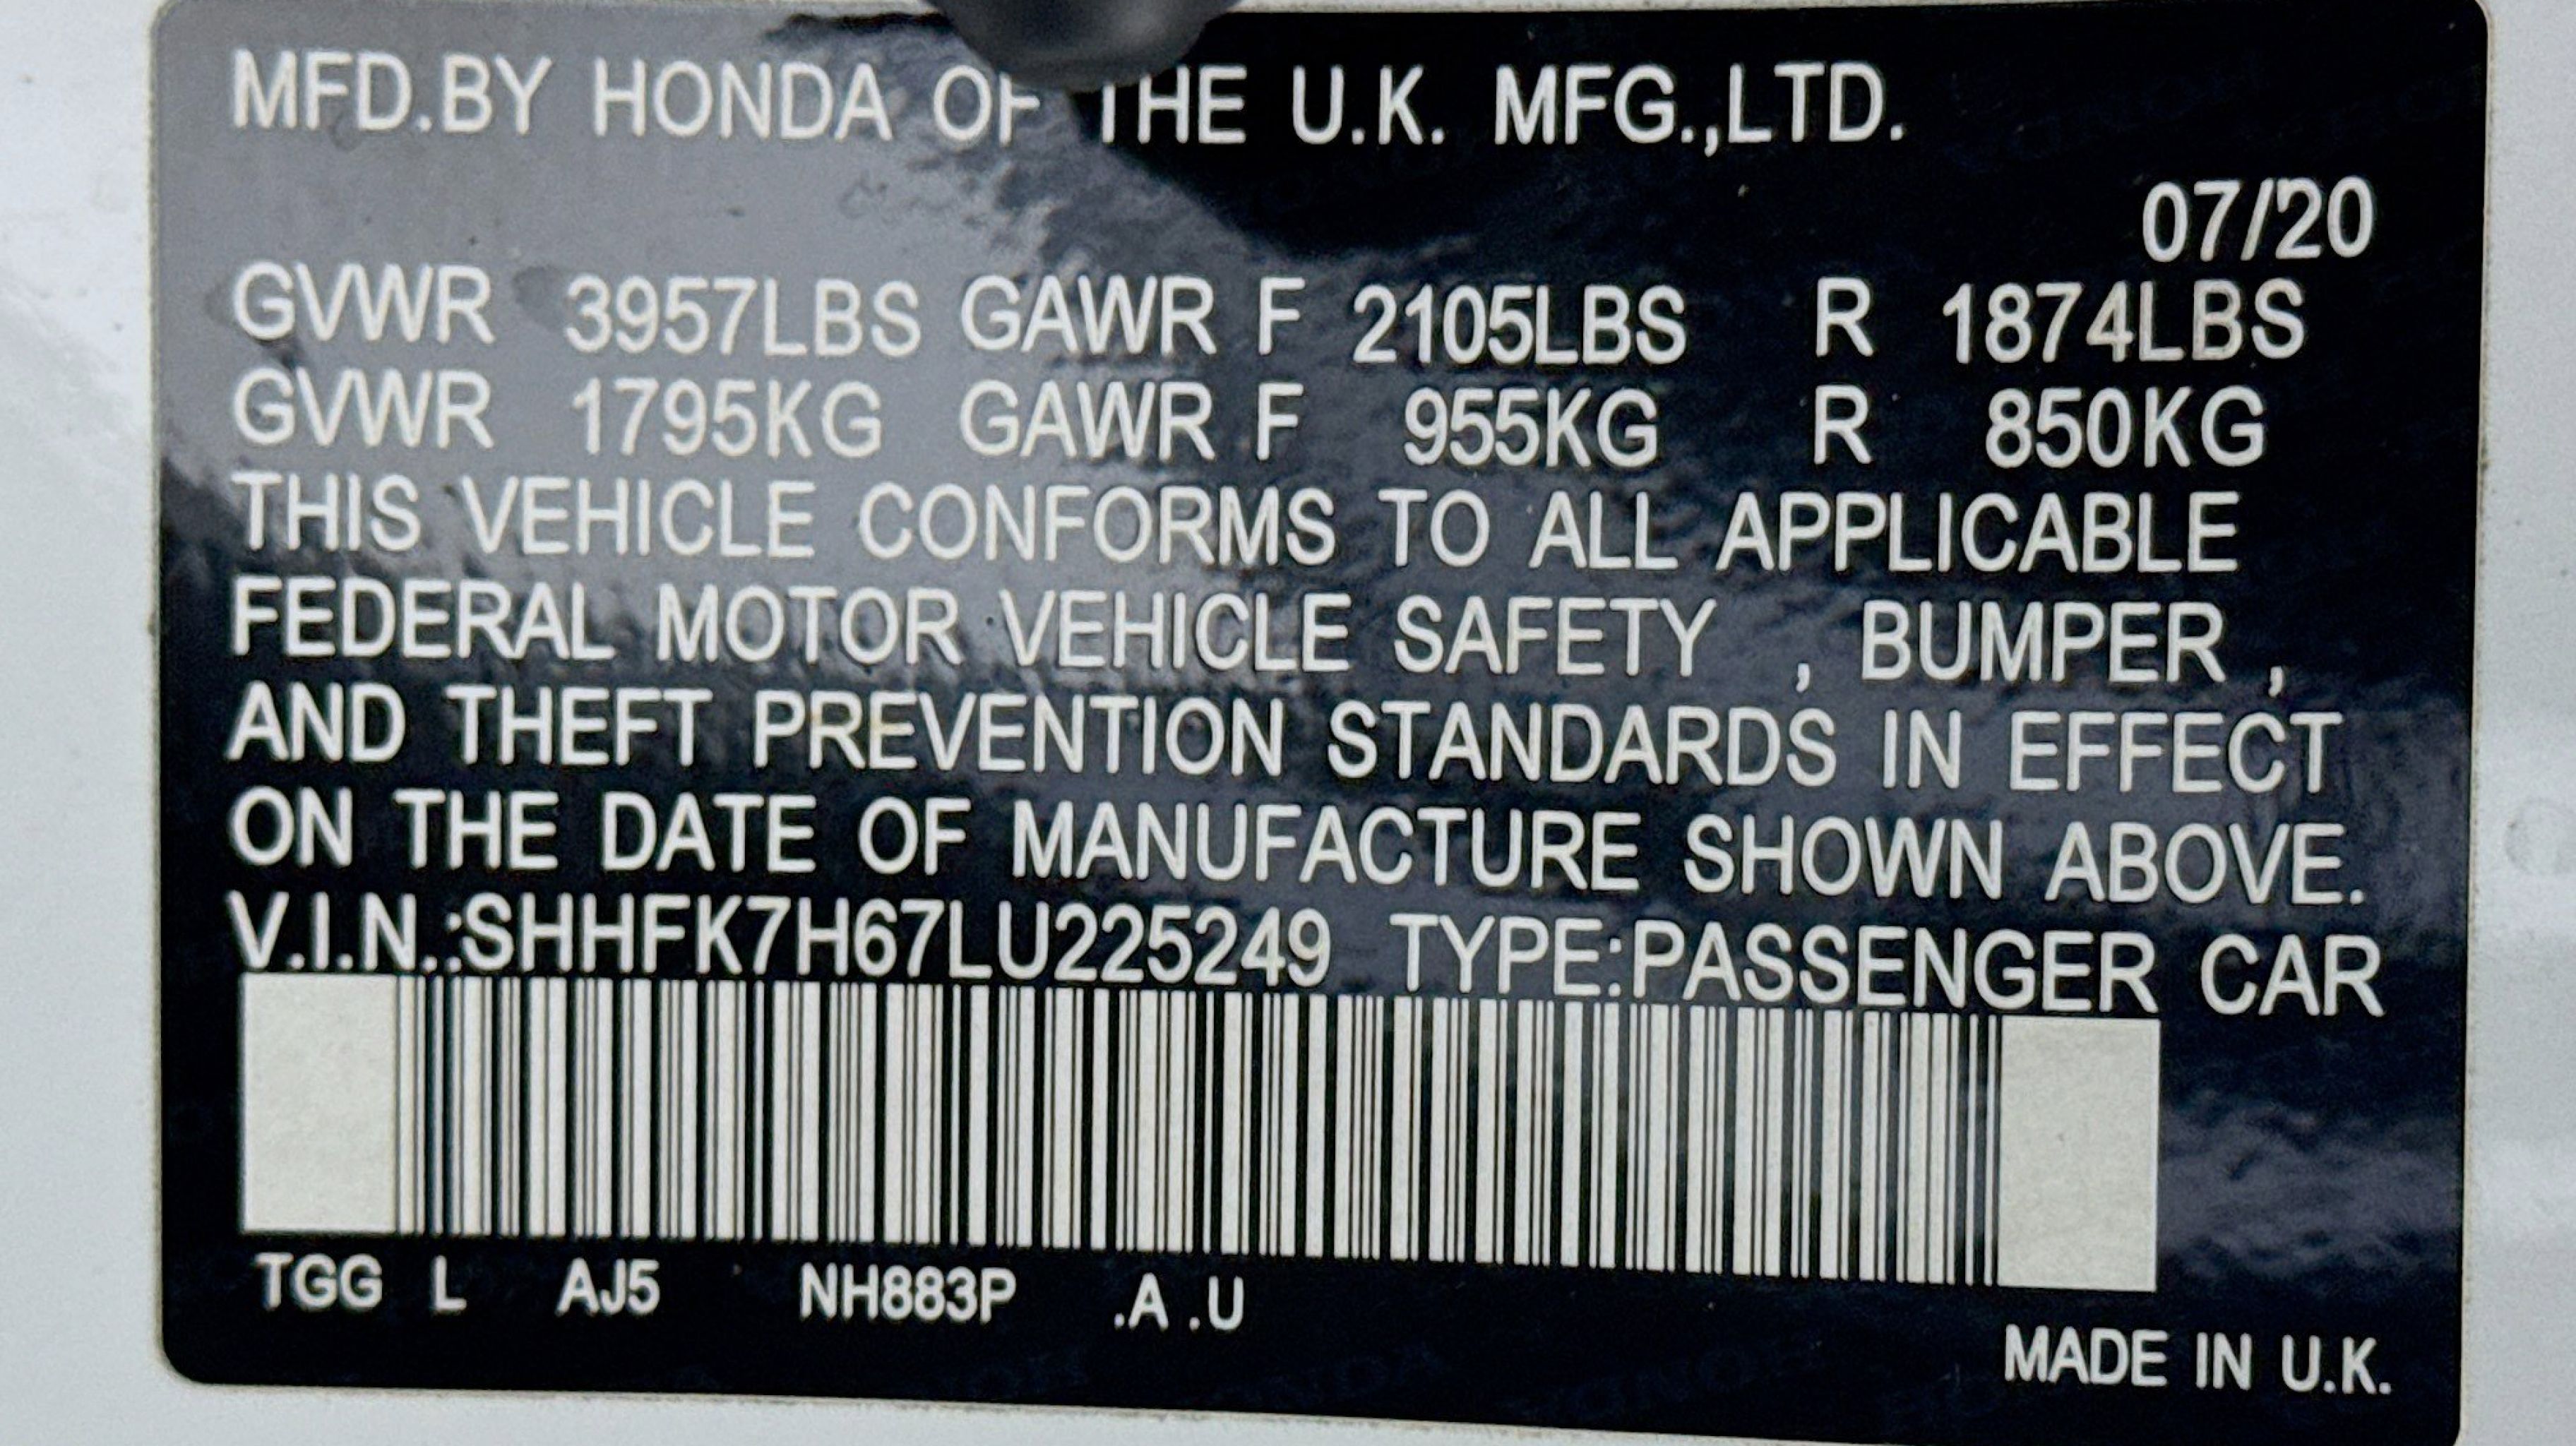 MFD.BY HONDA OF THE U.K. MFG.,LTD.
07/20
GVWR 3957LBS GAWR F 2105LBS R 1874LBS
GVWR 1795KG GAWR F 955KG R 850KG
THIS VEHICLE CONFORMS TO ALL APPLICABLE
FEDERAL MOTOR VEHICLE SAFETY , BUMPER ,
AND THEFT PREVENTION STANDARDS IN EFFECT
ON THE DATE OF MANUFACTURE SHOWN ABOVE.
V.I.N.:SHHFK7H67LU225249 TYPE:PASSENGER CAR
TGG L AJ5 NH883P .A .U
MADE IN U.K.